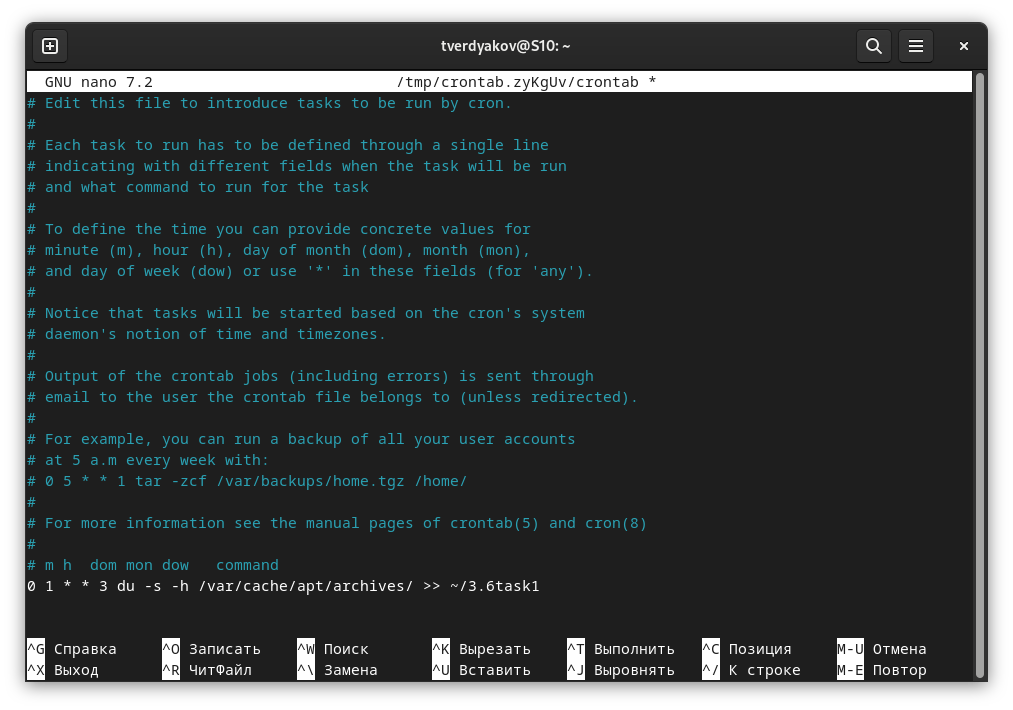 tverdyakov@S10: ~
GNU nano 7.2 /tmp/crontab.zyKgUv/crontab *
# Edit this file to introduce tasks to be run by cron.
#
# Each task to run has to be defined through a single line
# indicating with different fields when the task will be run
# and what command to run for the task
#
# To define the time you can provide concrete values for
# minute (m), hour (h), day of month (dom), month (mon),
# and day of week (dow) or use '*' in these fields (for 'any').
#
# Notice that tasks will be started based on the cron's system
# daemon's notion of time and timezones.
#
# Output of the crontab jobs (including errors) is sent through
# email to the user the crontab file belongs to (unless redirected).
#
# For example, you can run a backup of all your user accounts
# at 5 a.m every week with:
# 0 5 * * 1 tar -zcf /var/backups/home.tgz /home/
#
# For more information see the manual pages of crontab(5) and cron(8)
#
# m h  dom mon dow   command
0 1 * * 3 du -s -h /var/cache/apt/archives/ >> ~/3.6task1
^G Справка ^O Записать ^W Поиск ^K Вырезать ^T Выполнить ^C Позиция M-U Отмена
^X Выход ^R ЧитФайл ^\ Замена ^U Вставить ^J Выровнять ^/ К строке M-E Повтор